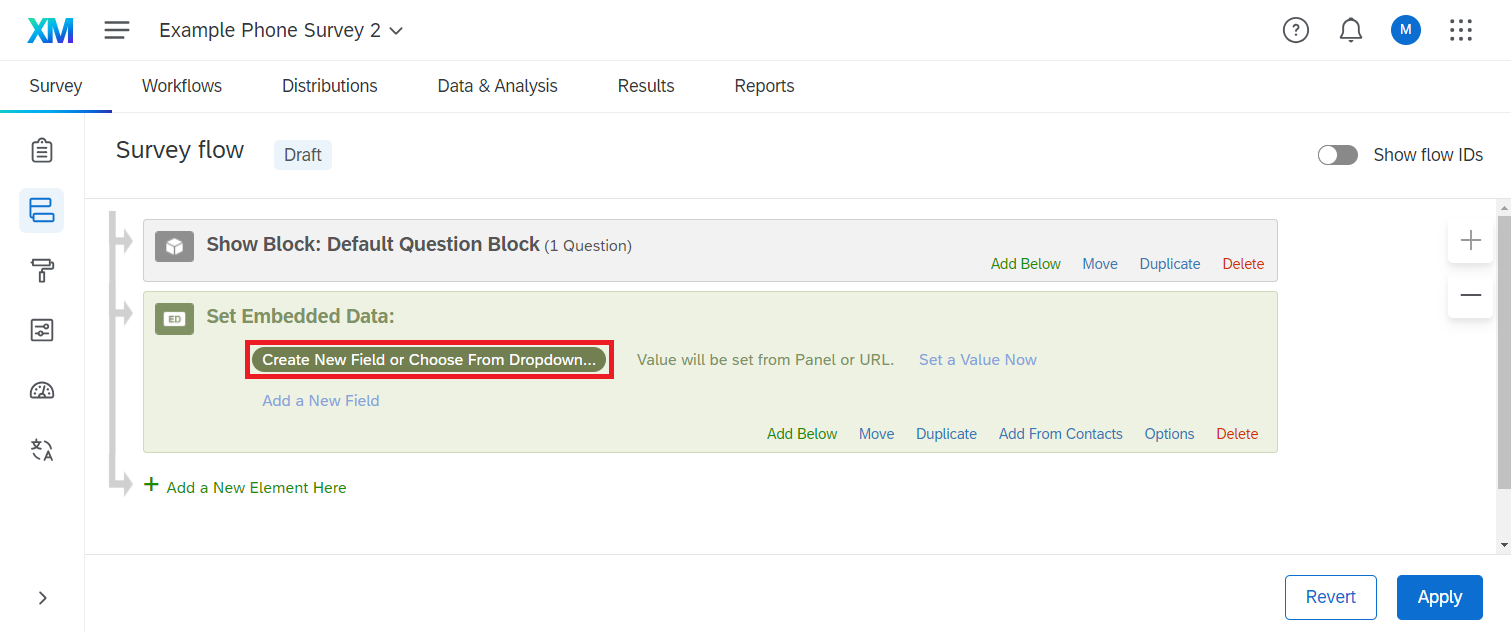 XM Example Phone Survey 2 ? M
Survey Workflows Distributions Data & Analysis Results Reports
Survey flow Draft Show flow IDs
Show Block: Default Question Block (1 Question)
Add Below Move Duplicate Delete
ED Set Embedded Data:
Create New Field or Choose From Dropdown... Value will be set from Panel or URL. Set a Value Now
Add a New Field
Add Below Move Duplicate Add From Contacts Options Delete
+ Add a New Element Here
Revert Apply